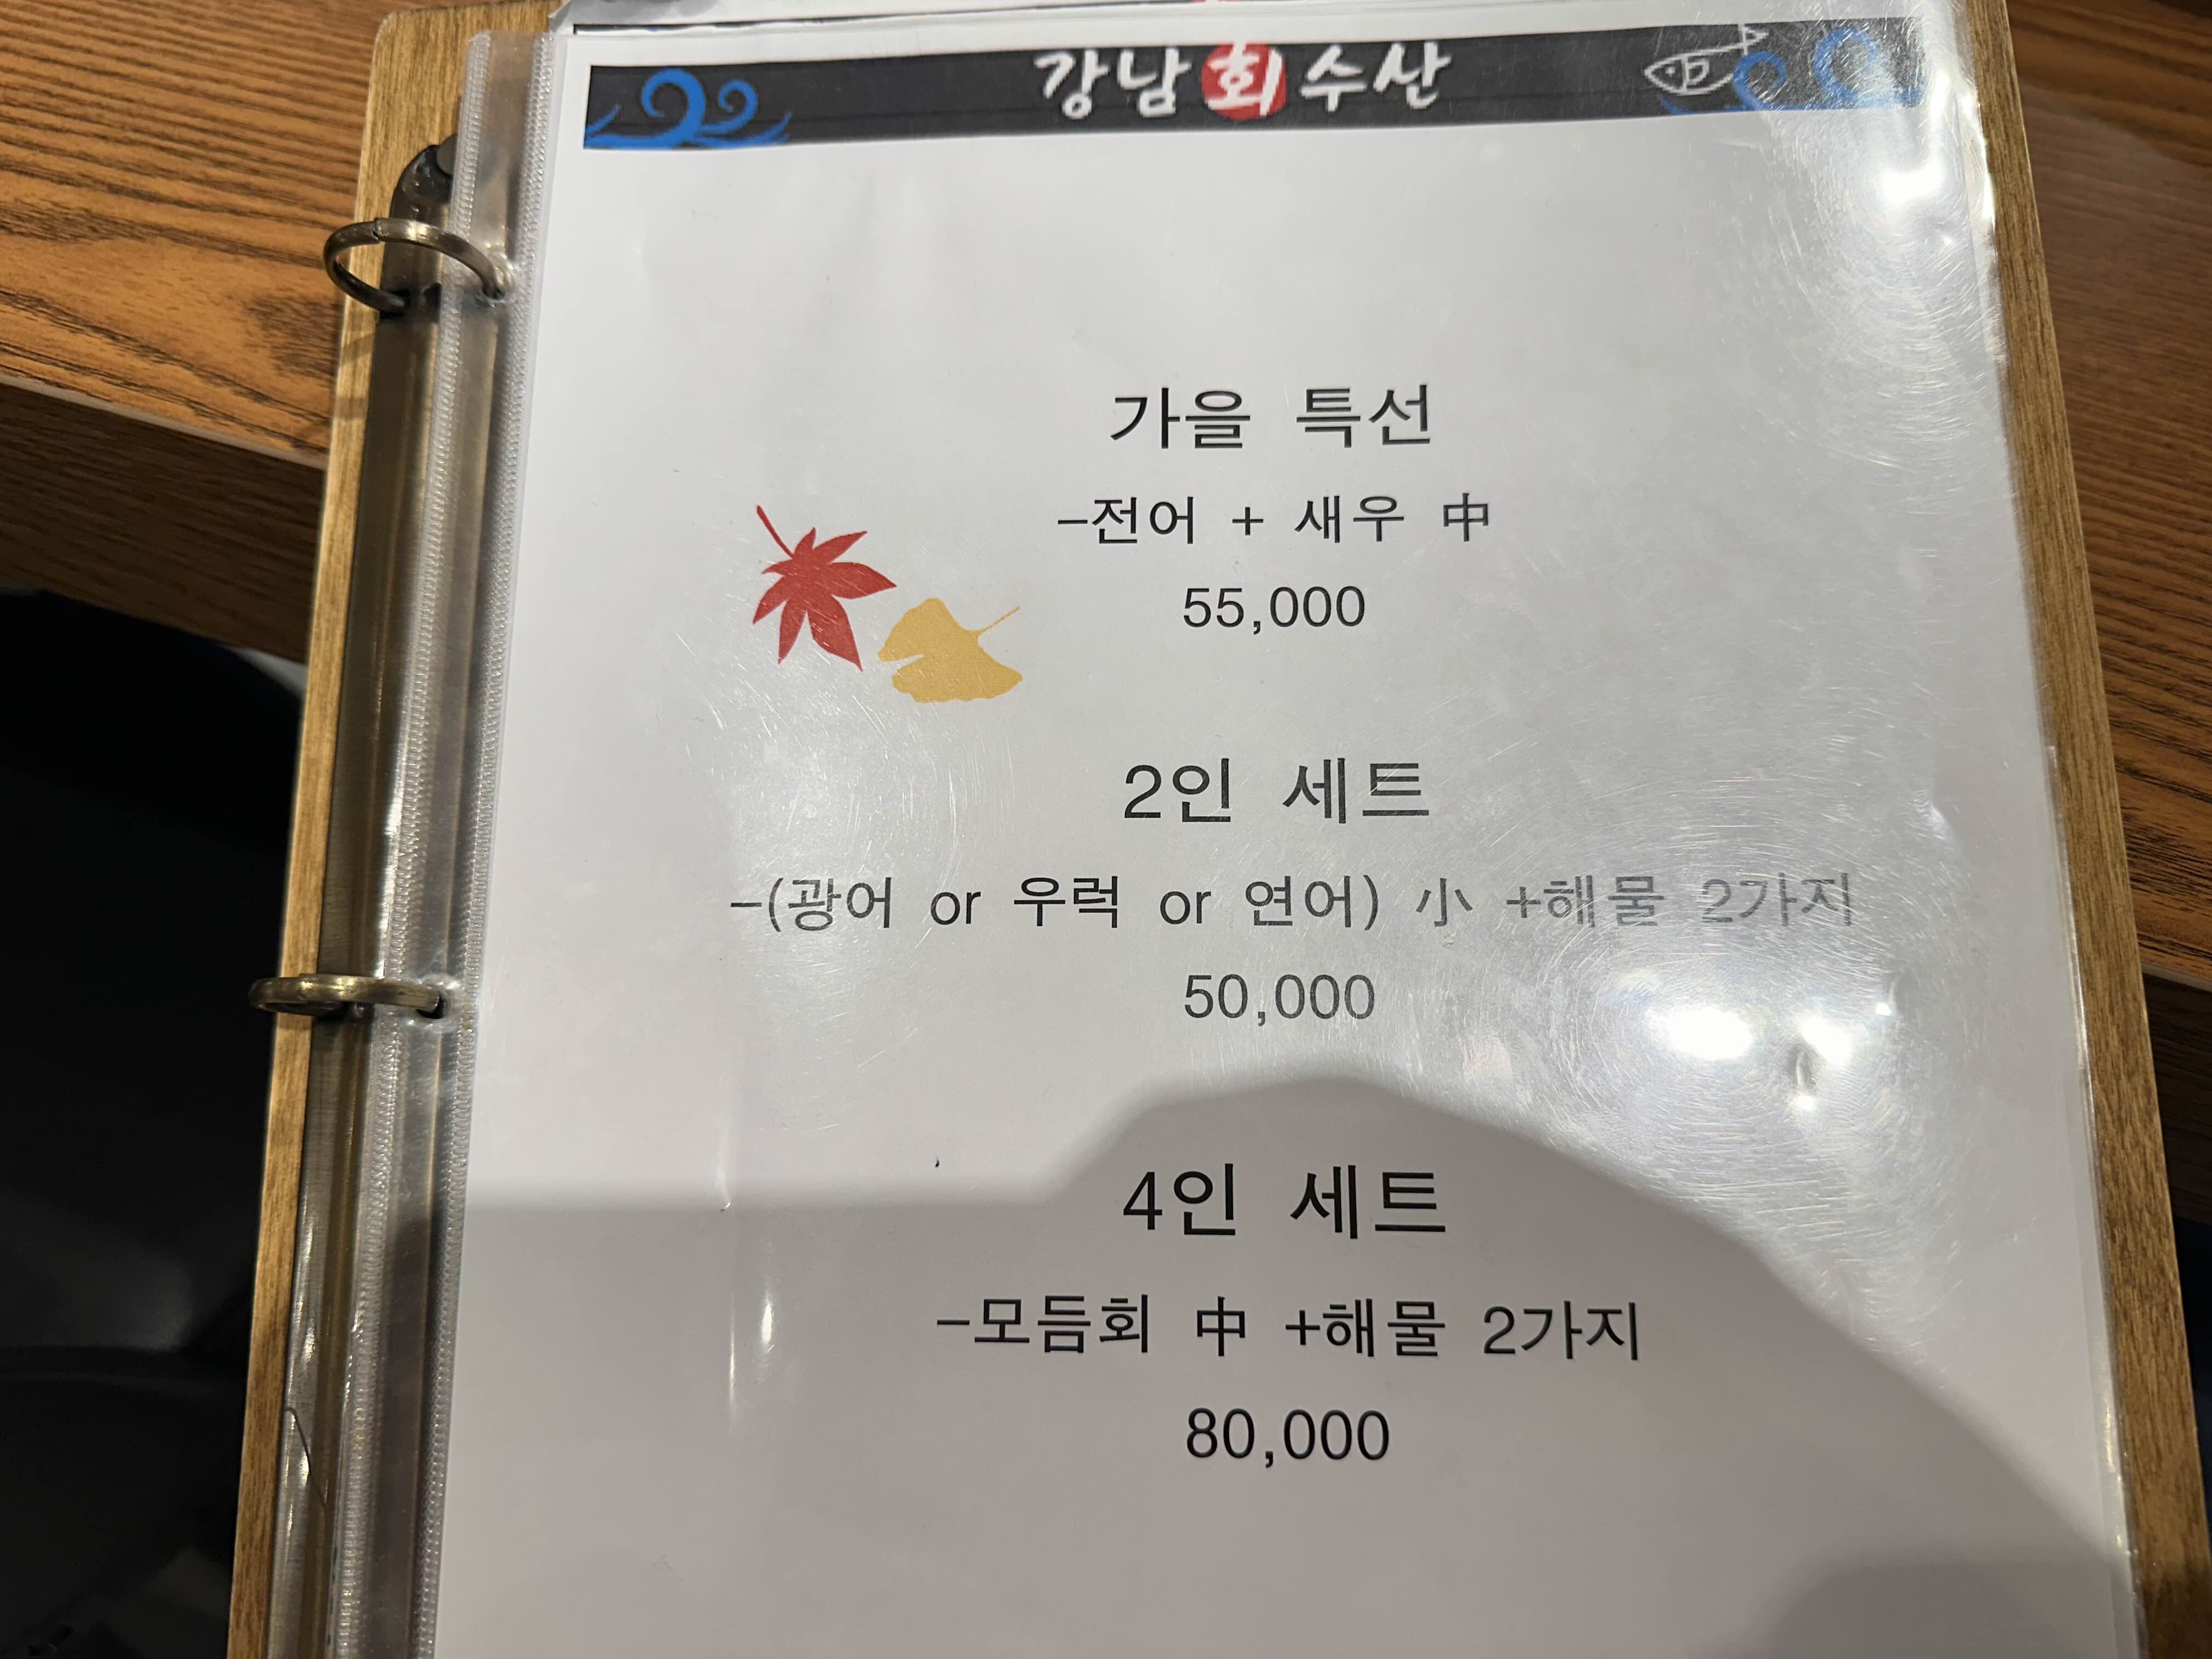 강남회수산
가을 특선
-전어 + 새우 中
55,000
2인 세트
-(광어 or 우럭 or 연어) 小 +해물 2가지
50,000
4인 세트
-모듬회 中 +해물 2가지
80,000